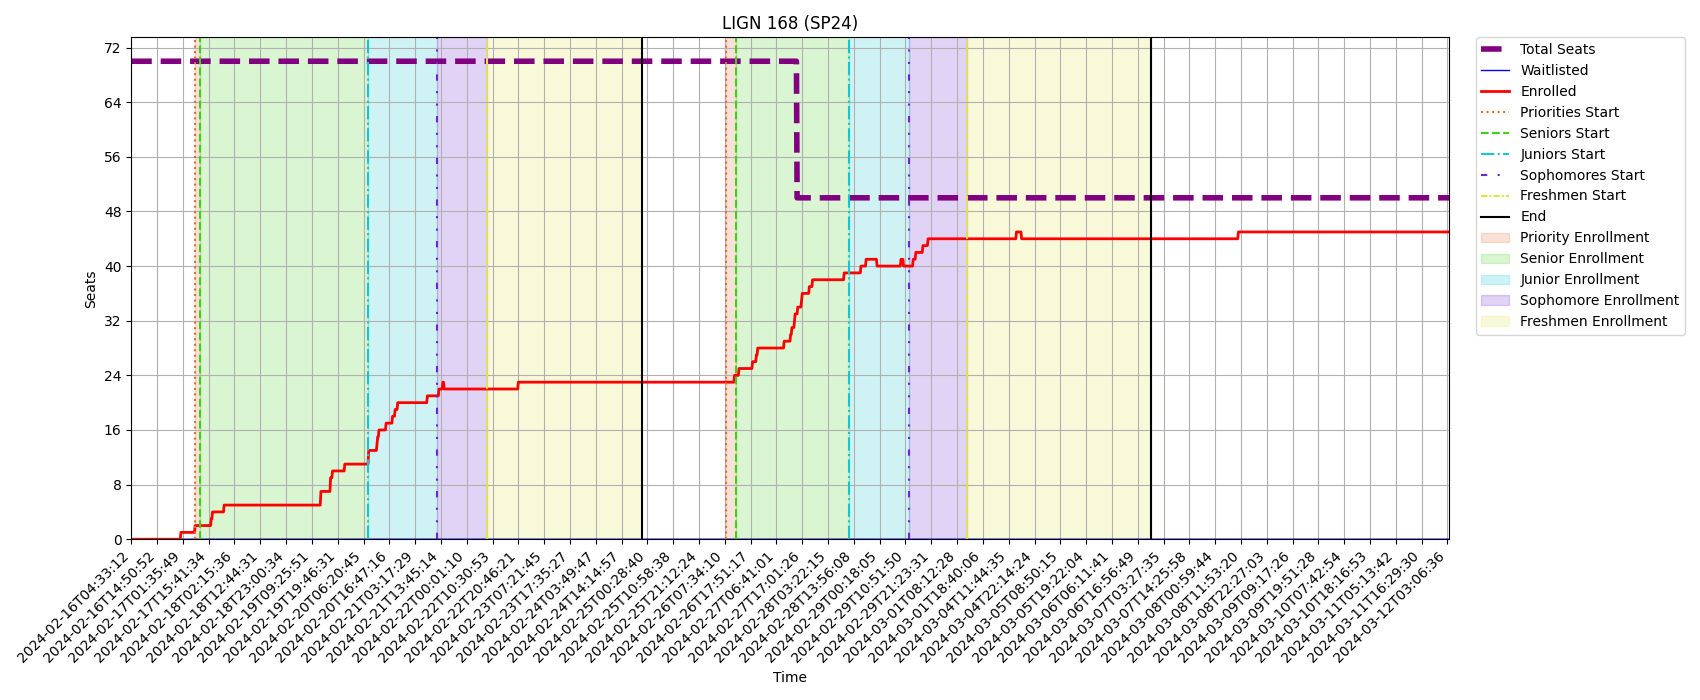 LIGN 168 (SP24)
72
64
56
48
40
32
24
16
8
0
Seats
2024-02-16T04:33:12
2024-02-16T14:50:52
2024-02-17T01:35:49
2024-02-17T15:41:34
2024-02-18T02:15:36
2024-02-18T12:44:31
2024-02-18T23:00:34
2024-02-19T09:25:51
2024-02-19T19:46:31
2024-02-20T06:20:45
2024-02-20T16:47:16
2024-02-21T03:17:29
2024-02-21T13:45:14
2024-02-22T00:01:10
2024-02-22T10:30:53
2024-02-22T20:46:21
2024-02-23T07:21:45
2024-02-23T17:35:27
2024-02-24T03:49:47
2024-02-24T14:14:57
2024-02-25T00:28:40
2024-02-25T10:58:38
2024-02-25T21:12:24
2024-02-26T07:34:10
2024-02-26T17:51:17
2024-02-27T06:41:01
2024-02-27T17:01:26
2024-02-28T03:22:15
2024-02-28T13:56:08
2024-02-29T00:18:05
2024-02-29T10:51:50
2024-02-29T21:23:31
2024-03-01T08:12:28
2024-03-01T18:40:06
2024-03-04T11:44:35
2024-03-04T22:14:24
2024-03-05T08:50:15
2024-03-05T19:22:04
2024-03-06T06:11:41
2024-03-06T16:56:49
2024-03-07T03:27:35
2024-03-07T14:25:58
2024-03-08T00:59:44
2024-03-08T11:53:20
2024-03-08T22:27:03
2024-03-09T09:17:26
2024-03-09T19:51:28
2024-03-10T07:42:54
2024-03-10T18:16:53
2024-03-11T05:13:42
2024-03-11T16:29:30
2024-03-12T03:06:36
Time
Total Seats
Waitlisted
Enrolled
Priorities Start
Seniors Start
Juniors Start
Sophomores Start
Freshmen Start
End
Priority Enrollment
Senior Enrollment
Junior Enrollment
Sophomore Enrollment
Freshmen Enrollment